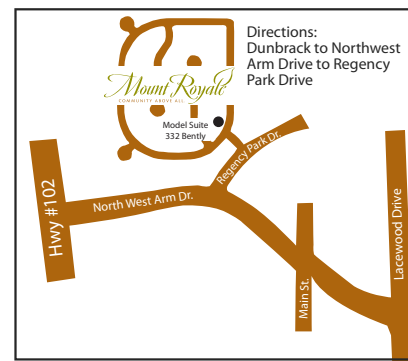 Directions:
Dunbrack to Northwest
Arm Drive to Regency
Park Drive
Mount Royale
COMMUNITY ABOVE ALL.
Model Suite
332 Bently
Regency Park Dr.
North West Arm Dr.
Hwy #102
Main St.
Lacewood Drive